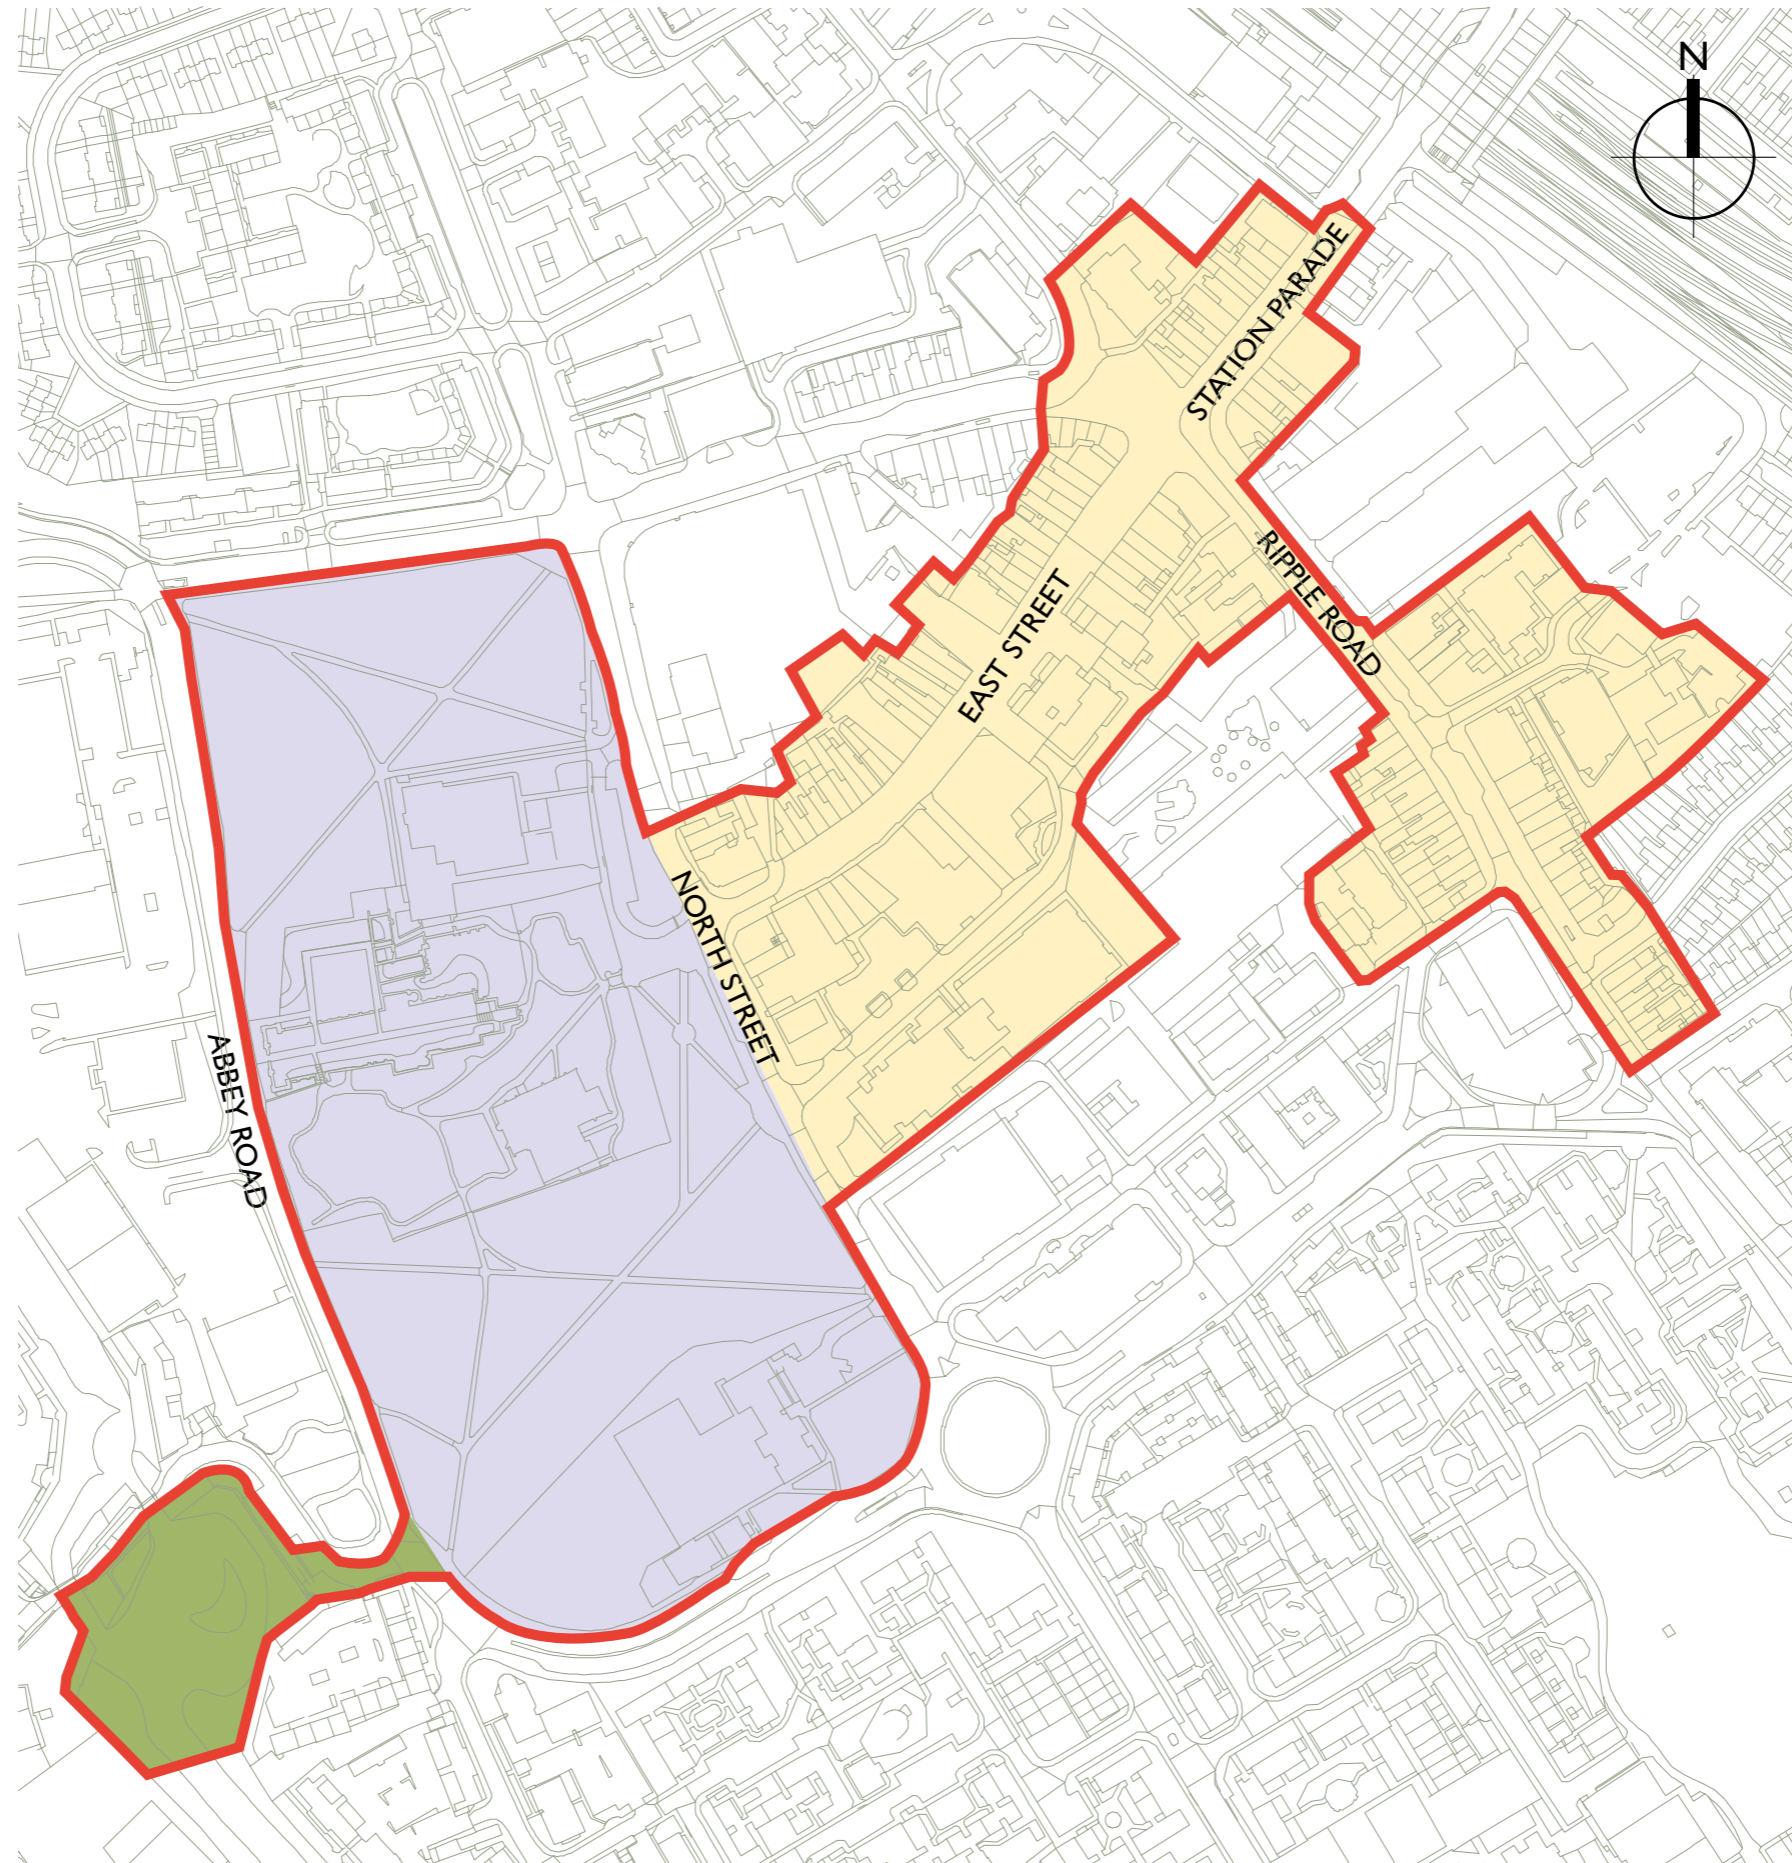 N
STATION PARADE
RIPPLE ROAD
EAST STREET
NORTH STREET
ABBEY ROAD